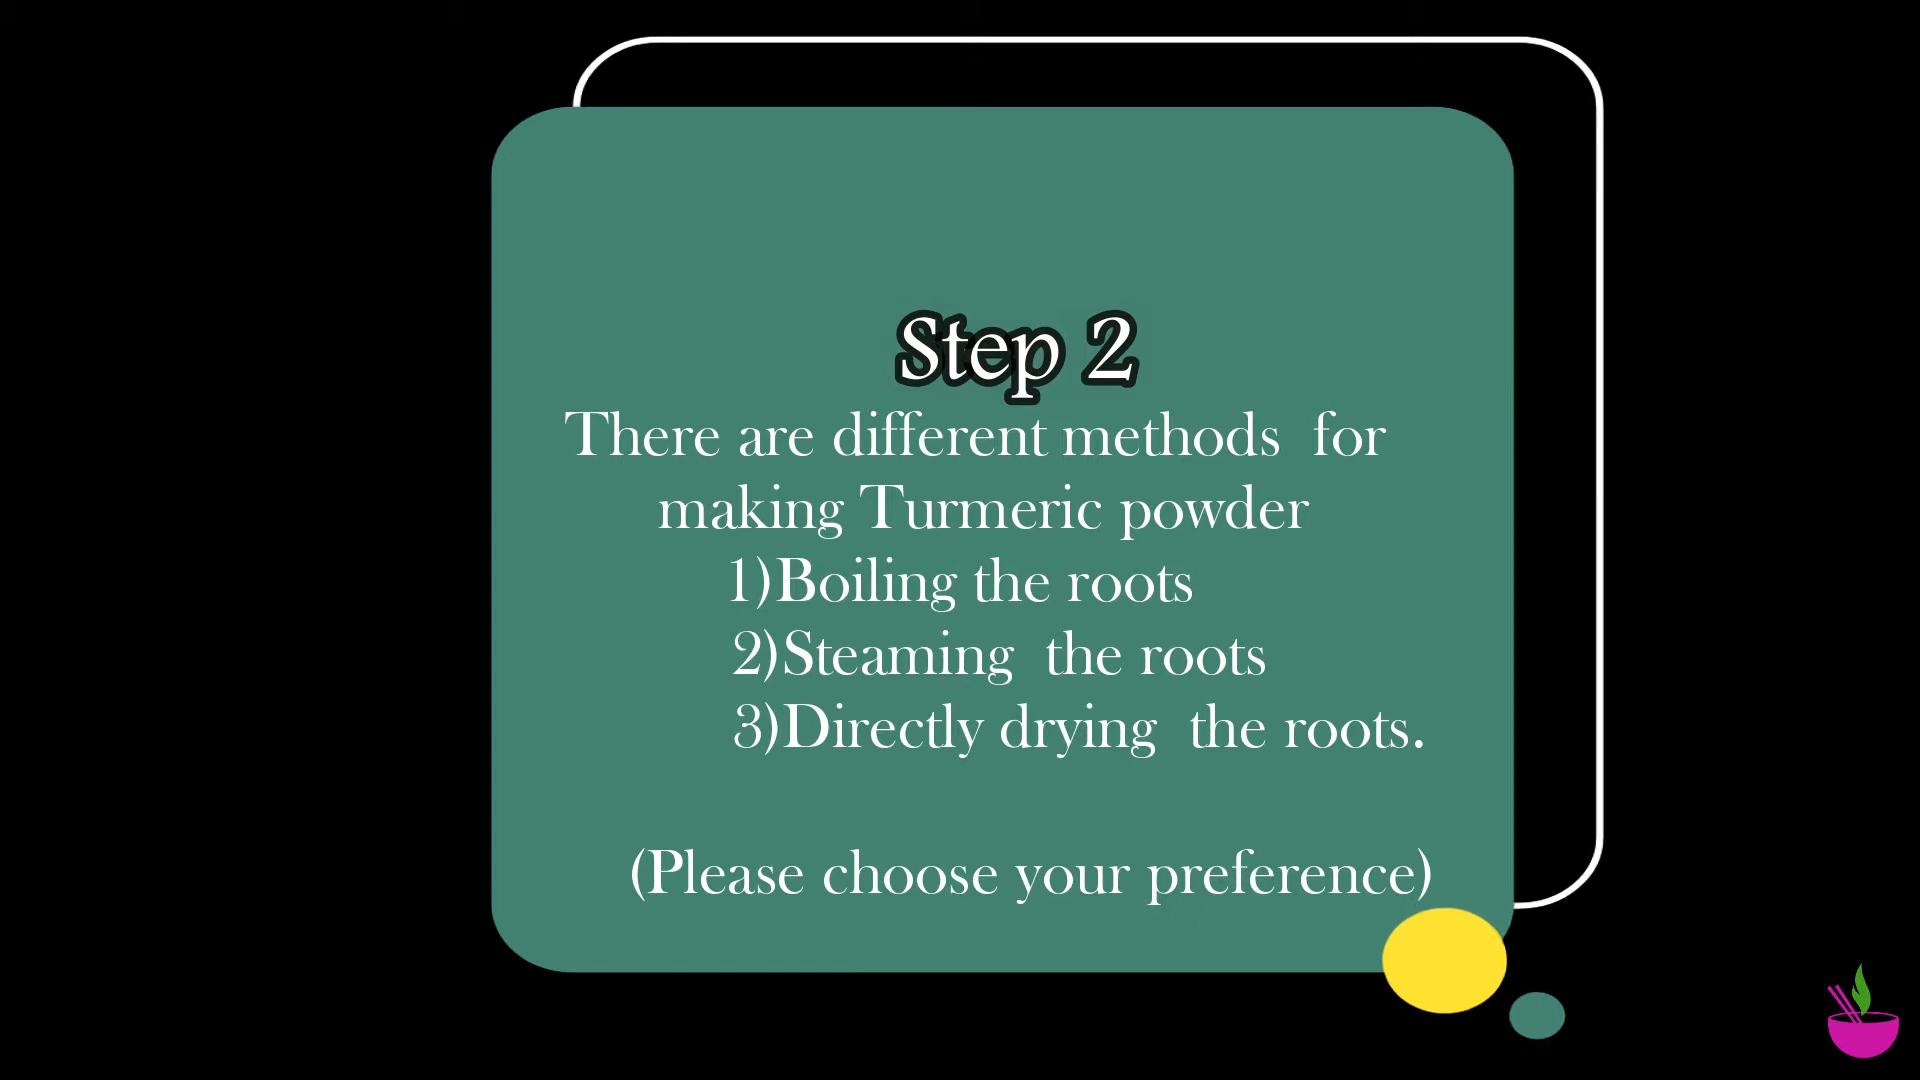 Step 2
There are different methods  for
making Turmeric powder
1)Boiling the roots
2)Steaming  the roots
3)Directly drying  the roots.
(Please choose your preference)